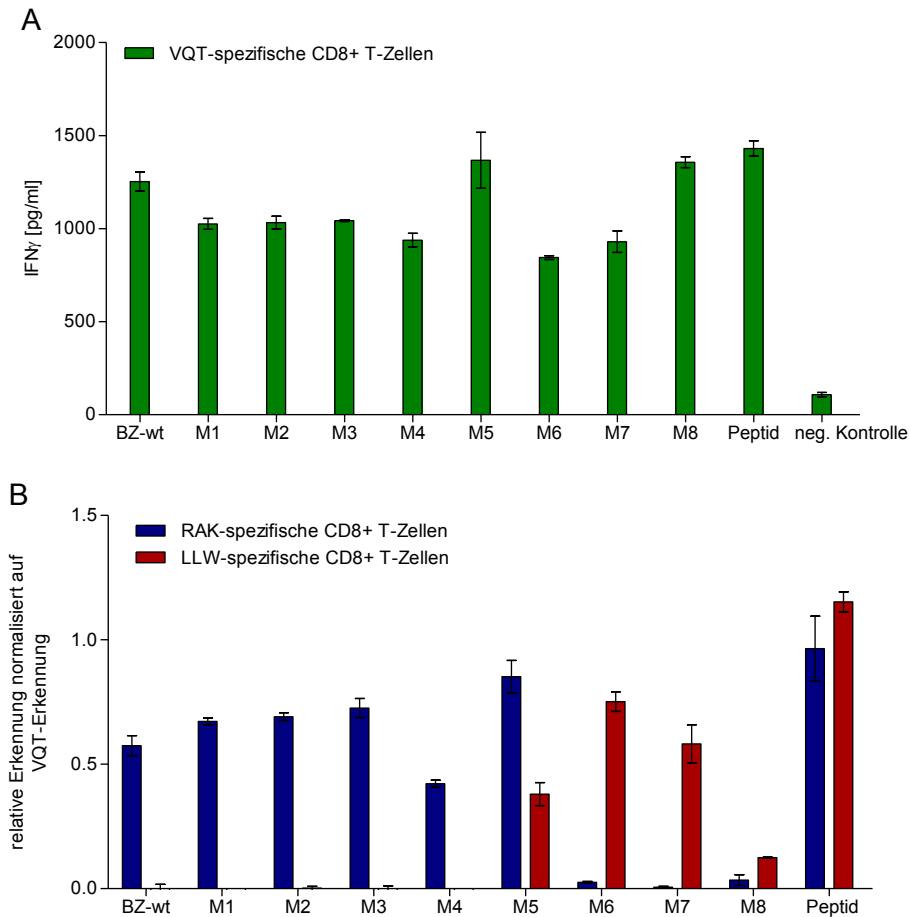 A
2000
VQT-spezifische CD8+ T-Zellen
1500
1000
500
0
IFNγ [pg/ml]
BZ-wt M1 M2 M3 M4 M5 M6 M7 M8 Peptid neg. Kontrolle
B
1.5
RAK-spezifische CD8+ T-Zellen
LLW-spezifische CD8+ T-Zellen
1.0
0.5
0.0
relative Erkennung normalisiert auf
VQT-Erkennung
BZ-wt M1 M2 M3 M4 M5 M6 M7 M8 Peptid